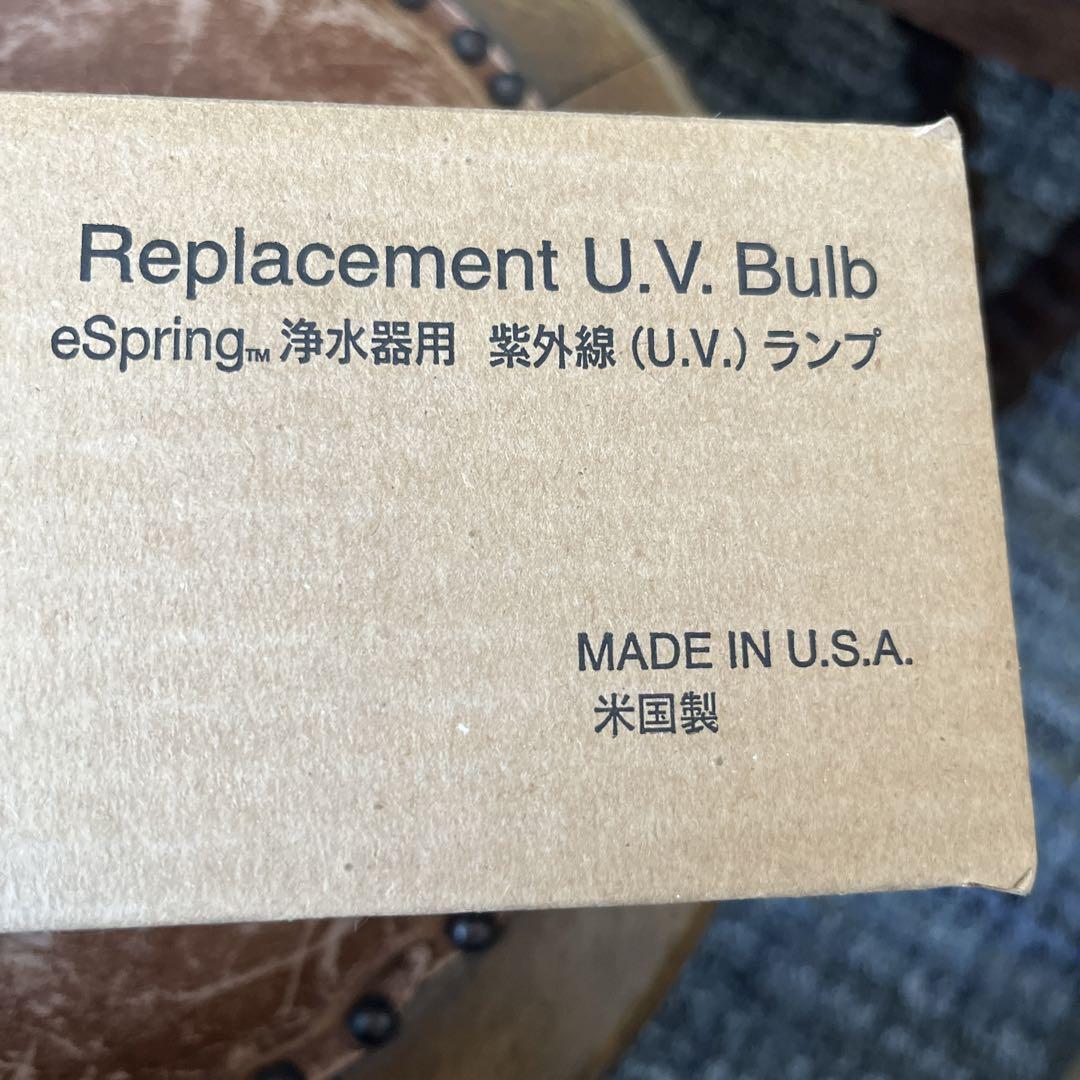 Replacement U.V. Bulb
eSpring™ 浄水器用 紫外線 (U.V.) ランプ
MADE IN U.S.A.
米国製